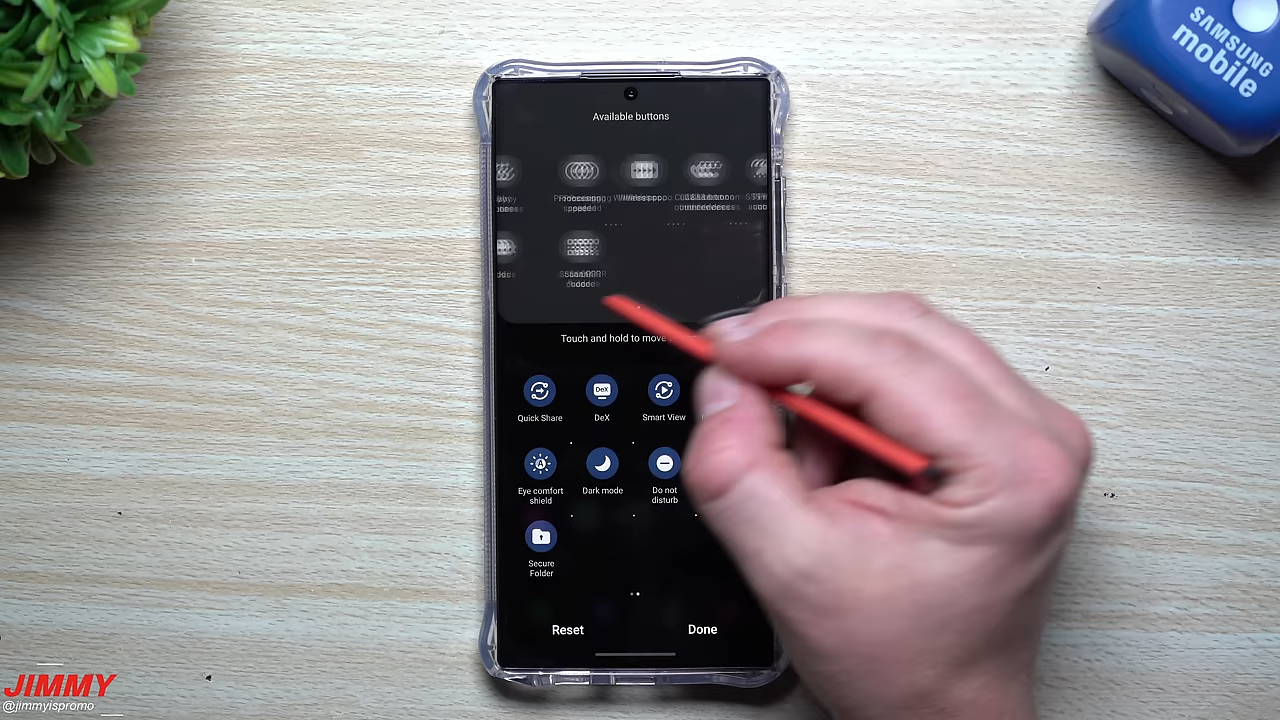 SAMSUNG
mobile
Available buttons
Touch and hold to move
Quick Share
DeX
DeX
Smart View
A
Eye comfort
shield
Dark mode
Do not
disturb
Secure
Folder
Reset
Done
JIMMY
@jimmyispromo